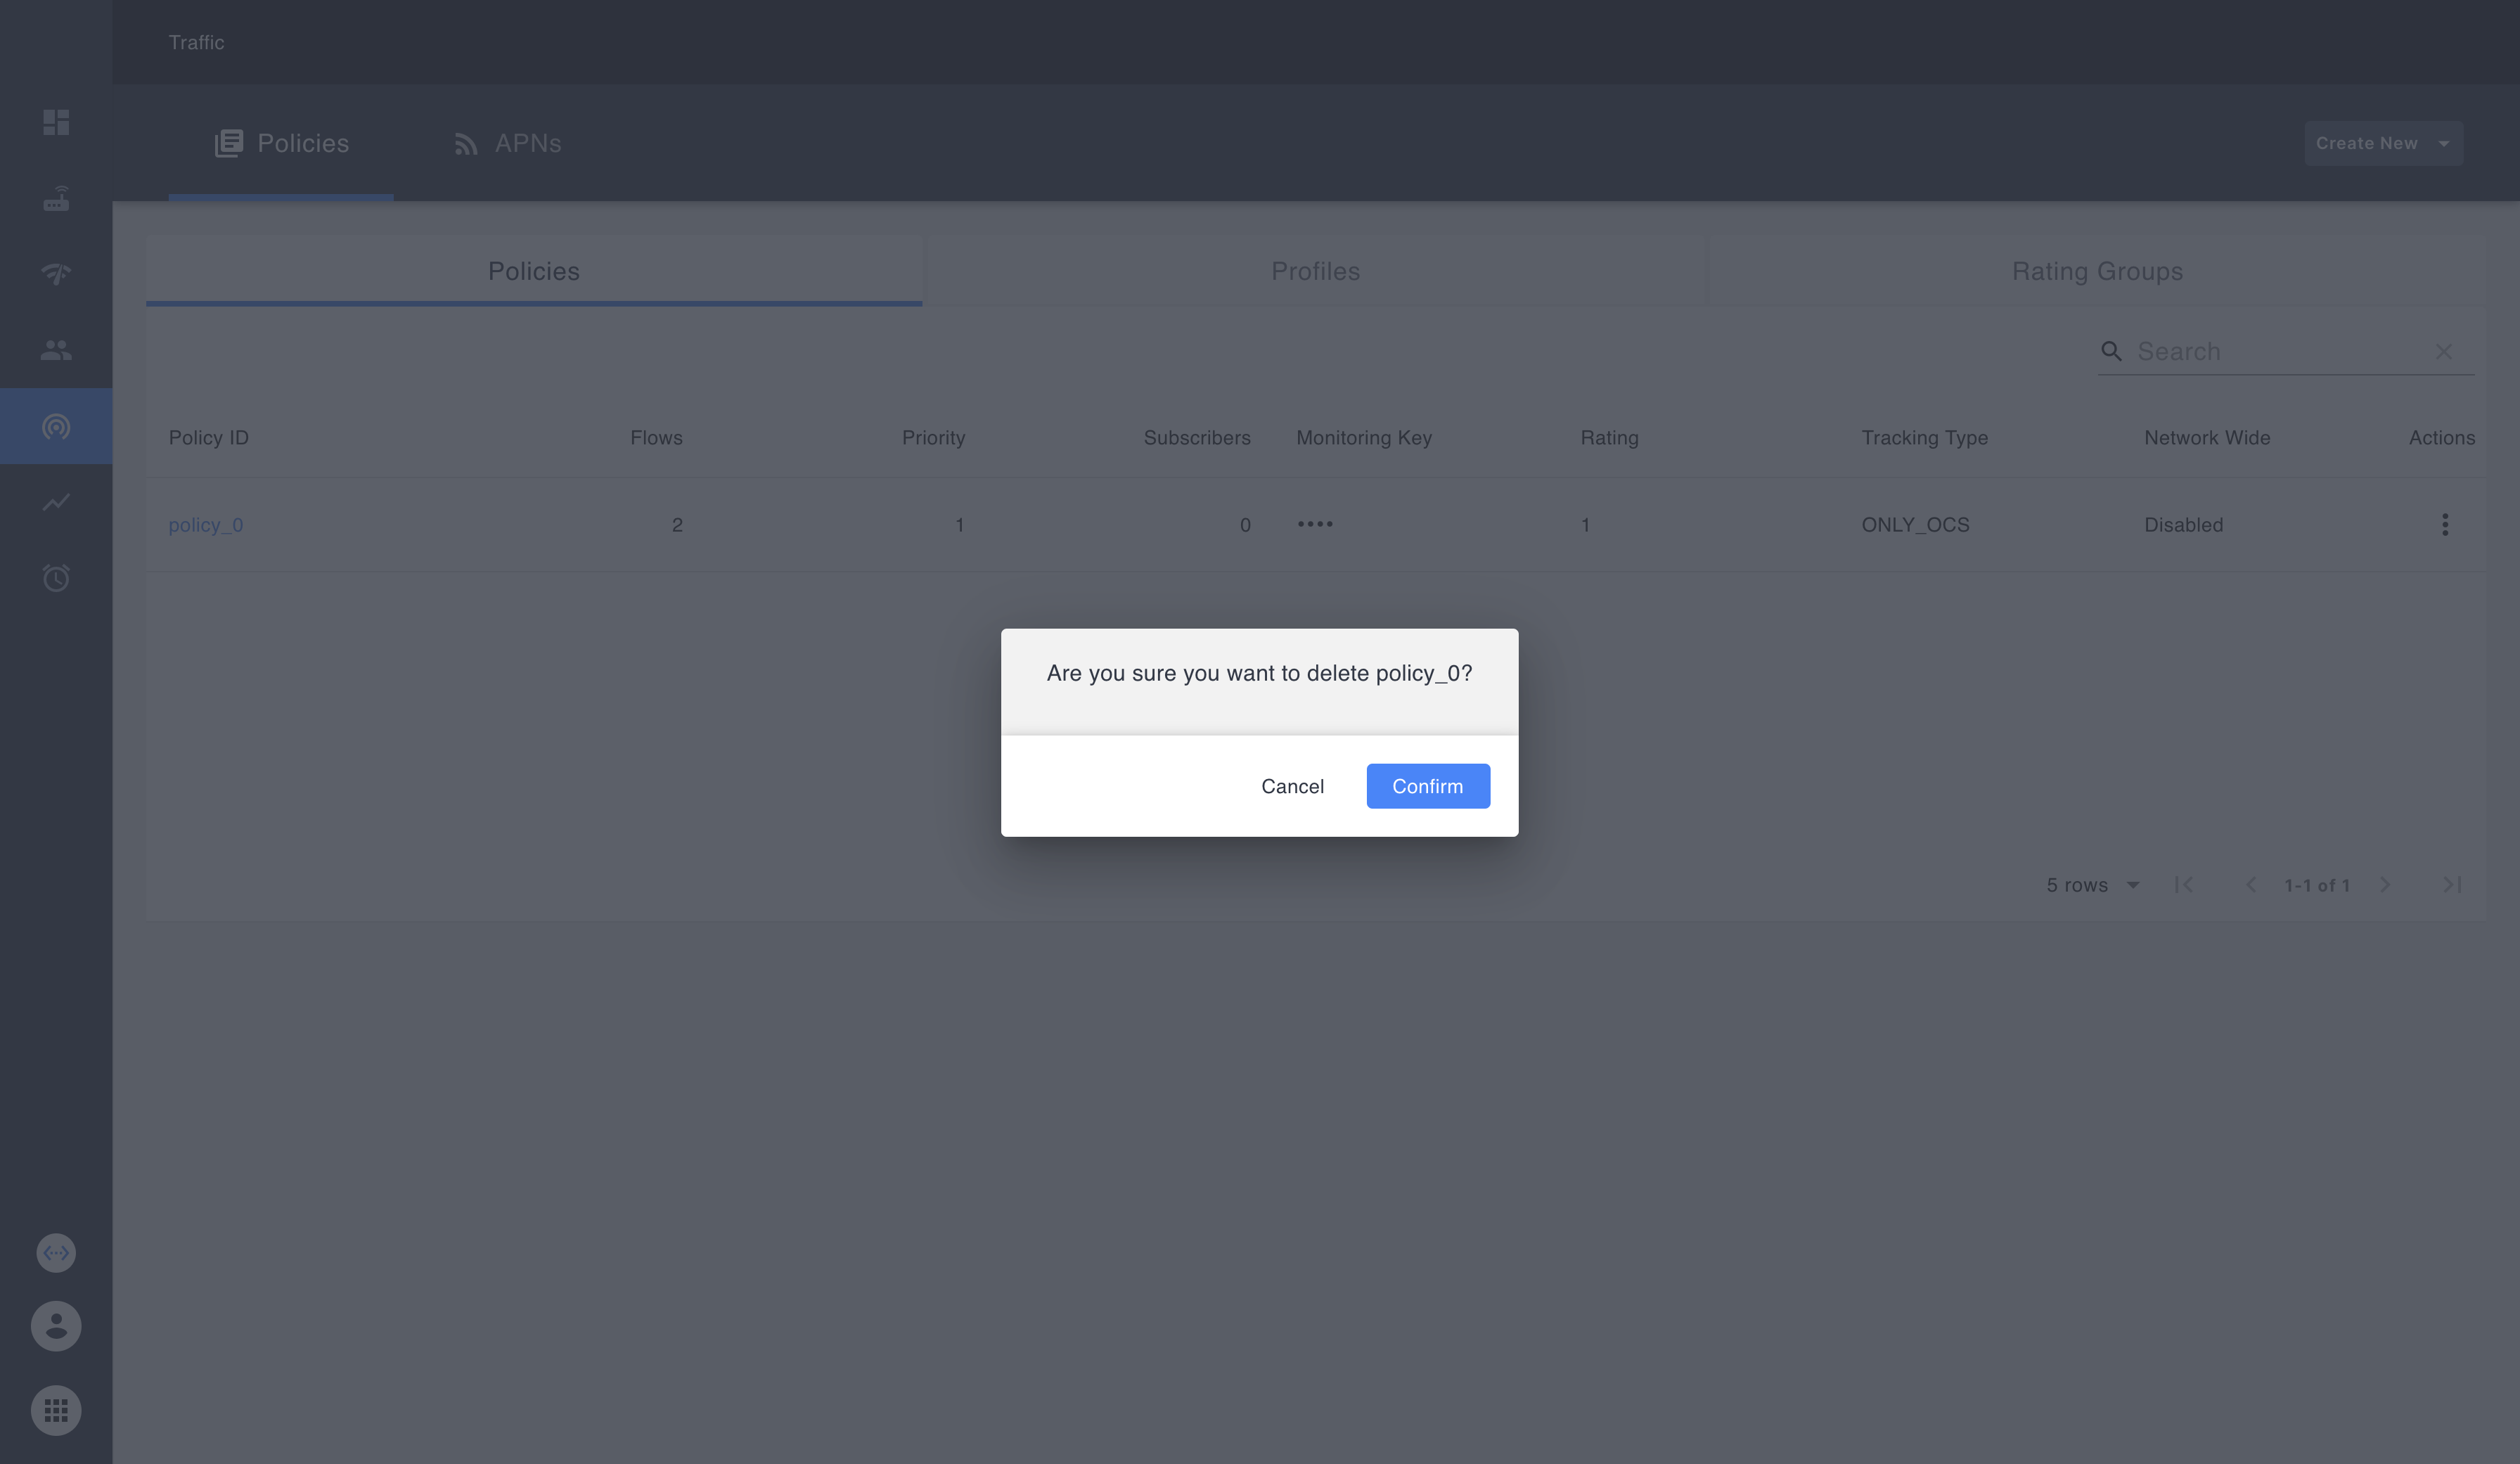 Traffic
Policies APNs Create New
Policies Profiles Rating Groups
Search
Policy ID Flows Priority Subscribers Monitoring Key Rating Tracking Type Network Wide Actions
policy_0 2 1 0 •••• 1 ONLY_OCS Disabled
Are you sure you want to delete policy_0?
Cancel Confirm
5 rows 1-1 of 1